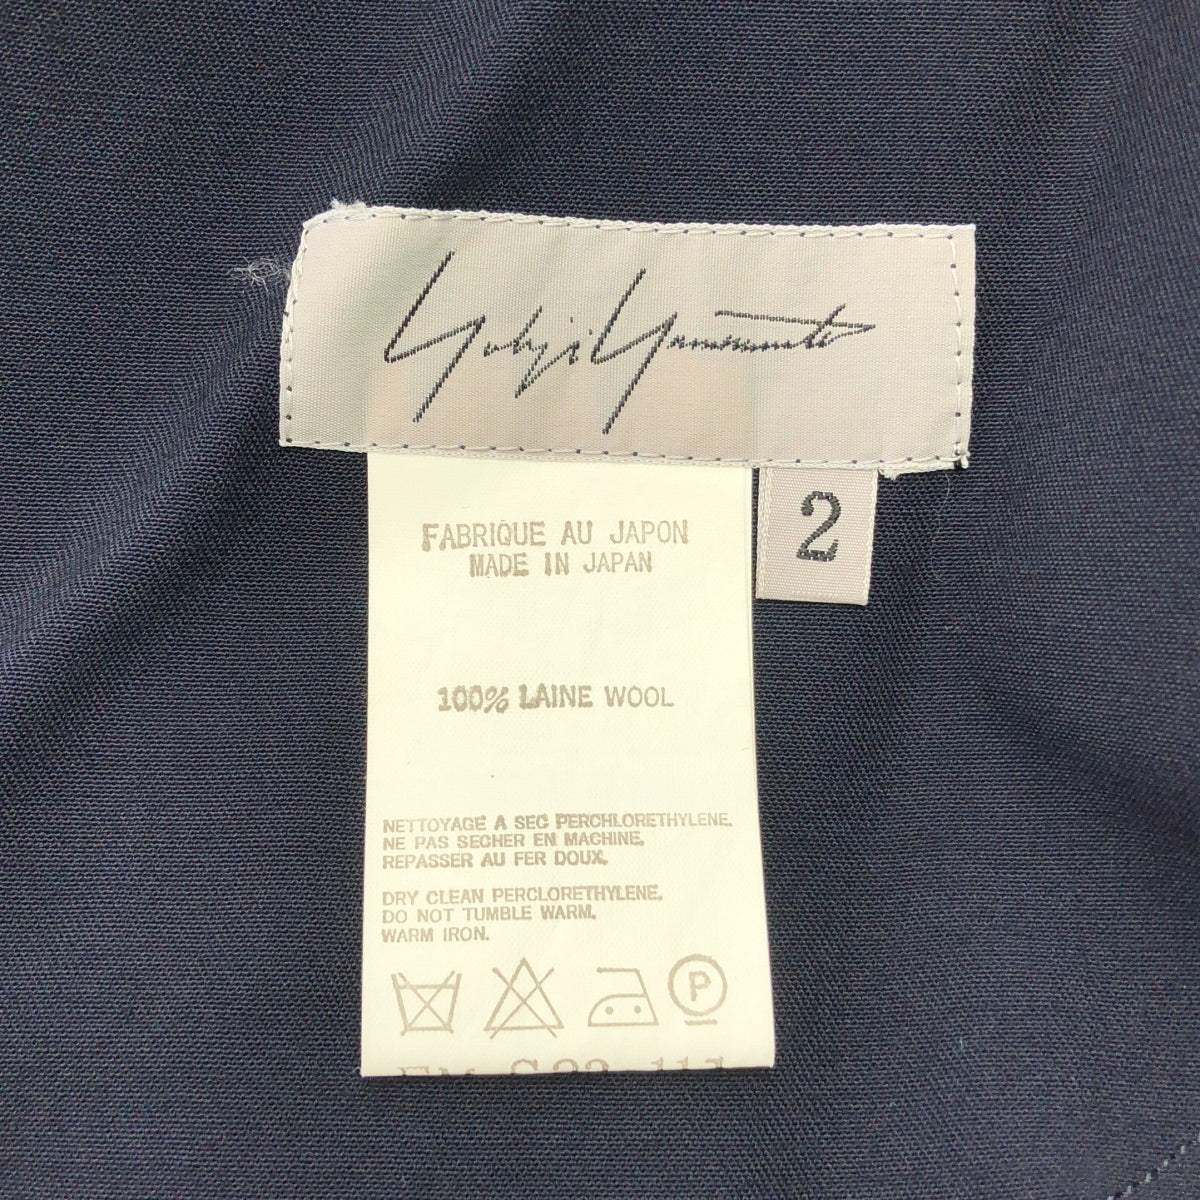 Yohji Yamamoto
2
FABRIQUE AU JAPON
MADE IN JAPAN
100% LAINE WOOL
NETTOYAGE A SEC PERCHLORETHYLENE.
NE PAS SECHER EN MACHINE.
REPASSER AU FER DOUX.
DRY CLEAN PERCLORETHYLENE.
DO NOT TUMBLE WARM.
WARM IRON.
P